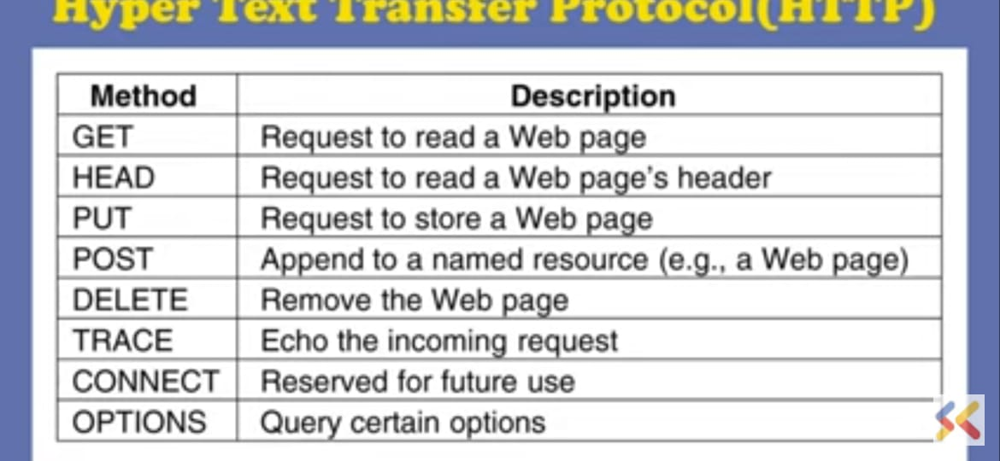 Hyper Text Transfer Protocol(HTTP)
Method Description
GET Request to read a Web page
HEAD Request to read a Web page's header
PUT Request to store a Web page
POST Append to a named resource (e.g., a Web page)
DELETE Remove the Web page
TRACE Echo the incoming request
CONNECT Reserved for future use
OPTIONS Query certain options